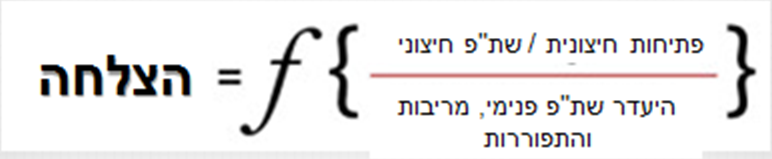 הצלחה = f { פתיחות חיצונית / שת"פ חיצוני }
היעדר שת"פ פנימי, מריבות
והתפוררות